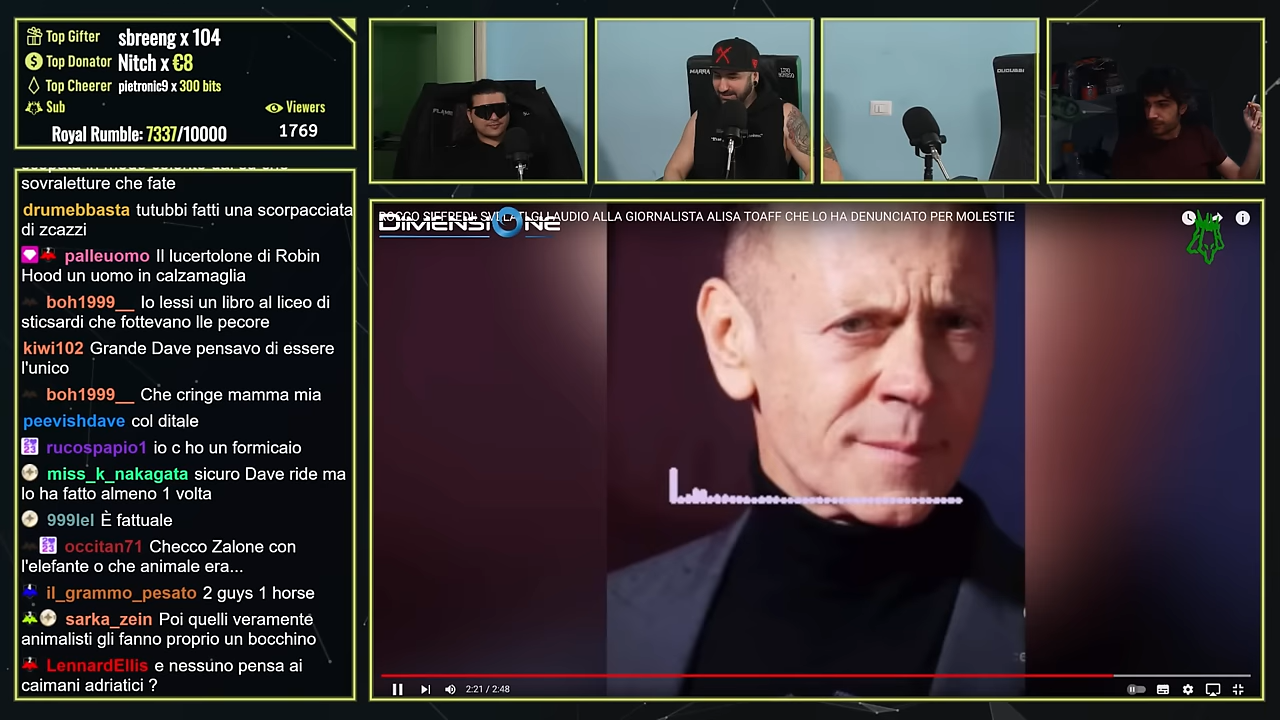 Top Gifter sbreeng x 104
Top Donator Nitch x €8
Top Cheerer pietronic9 x 300 bits
Sub Viewers
Royal Rumble: 7337/10000 1769
sovraletture che fate
drumebbasta tutubbi fatti una scorpacciata
di zcazzi
palleuomo Il lucertolone di Robin
Hood un uomo in calzamaglia
boh1999__ Io lessi un libro al liceo di
sticsardi che fottevano lle pecore
kiwi102 Grande Dave pensavo di essere
l'unico
boh1999__ Che cringe mamma mia
peevishdave col ditale
rucospapio1 io c ho un formicaio
miss_k_nakagata sicuro Dave ride ma
lo ha fatto almeno 1 volta
999lel È fattuale
occitan71 Checco Zalone con
l'elefante o che animale era...
il_grammo_pesato 2 guys 1 horse
sarka_zein Poi quelli veramente
animalisti gli fanno proprio un bocchino
LennardEllis e nessuno pensa ai
caimani adriatici ?
MARRA
ROCCO SIFFREDI: SVELATI GLI AUDIO ALLA GIORNALISTA ALISA TOAFF CHE LO HA DENUNCIATO PER MOLESTIE
DIMENSIONE
2:21 / 2:48